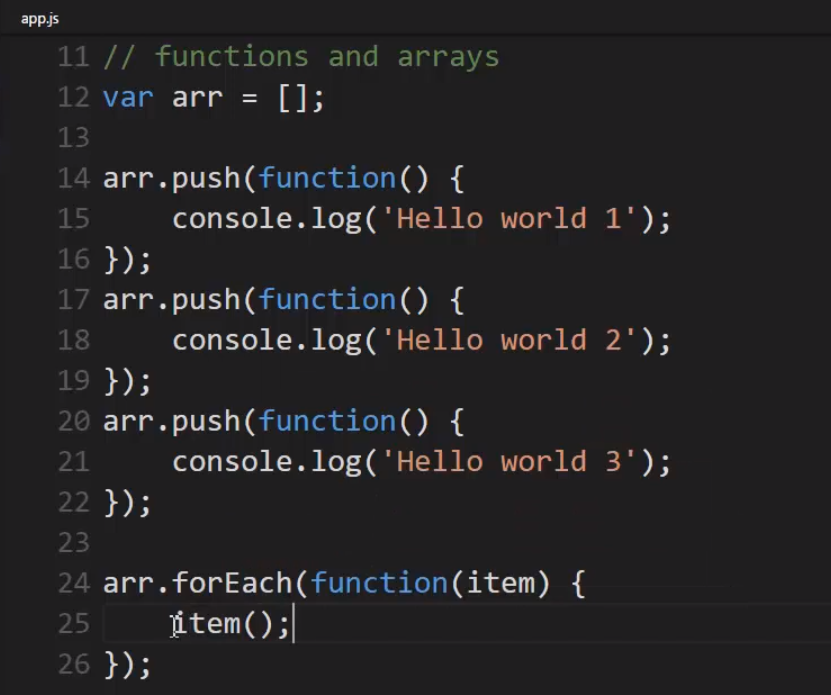 app.js
11 // functions and arrays
12 var arr = [];
13
14 arr.push(function() {
15     console.log('Hello world 1');
16 });
17 arr.push(function() {
18     console.log('Hello world 2');
19 });
20 arr.push(function() {
21     console.log('Hello world 3');
22 });
23
24 arr.forEach(function(item) {
25     item();
26 });